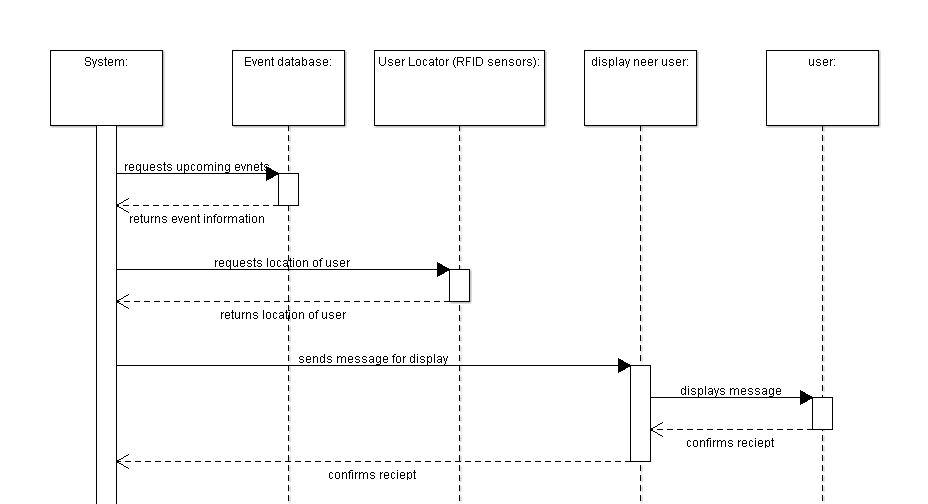 System:
Event database:
User Locator (RFID sensors):
display neer user:
user:
requests upcoming evnets
returns event information
requests location of user
returns location of user
sends message for display
displays message
confirms reciept
confirms reciept